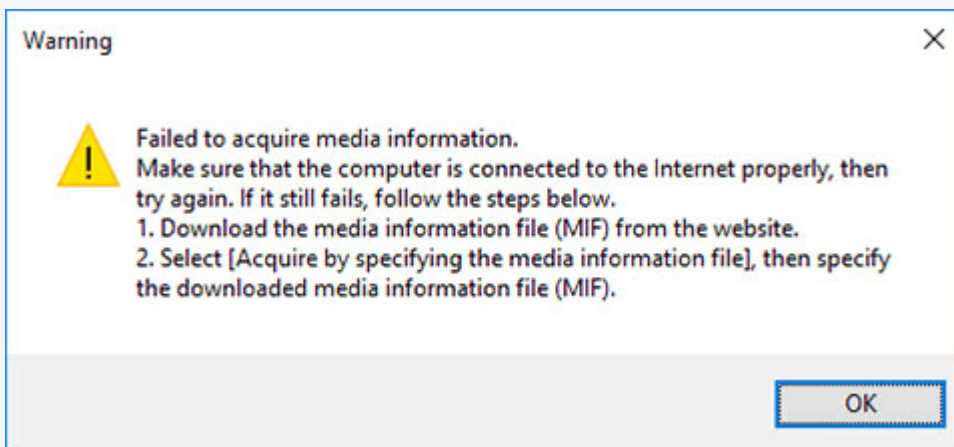 Warning
Failed to acquire media information.
Make sure that the computer is connected to the Internet properly, then
try again. If it still fails, follow the steps below.
1. Download the media information file (MIF) from the website.
2. Select [Acquire by specifying the media information file], then specify
the downloaded media information file (MIF).
OK